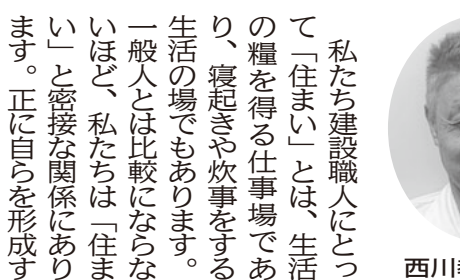 私たち建設職人にとっ
て「住まい」とは、生活
の糧を得る仕事場であ
り、寝起きや炊事をする
生活の場でもあります。
一般人とは比較にならな
いほど、私たちは「住ま
い」と密接な関係にあり
ます。正に自らを形成す
西川